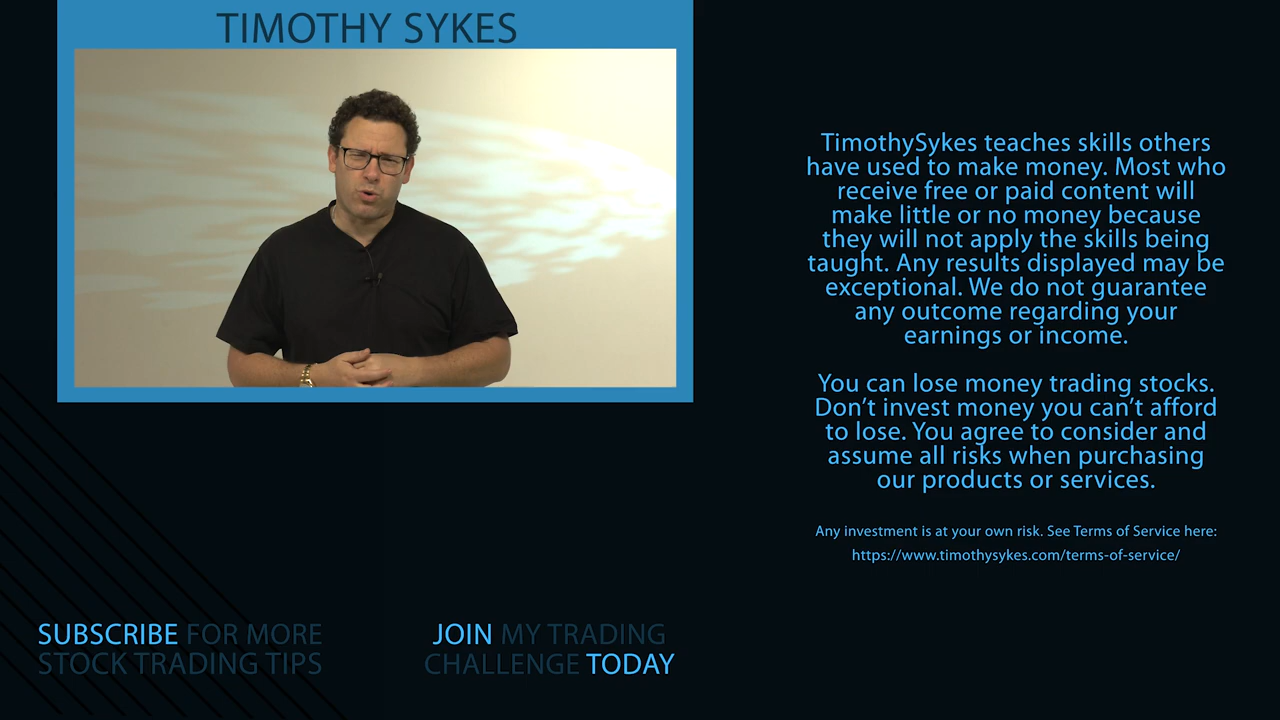 TIMOTHY SYKES
TimothySykes teaches skills others
have used to make money. Most who
receive free or paid content will
make little or no money because
they will not apply the skills being
taught. Any results displayed may be
exceptional. We do not guarantee
any outcome regarding your
earnings or income.
You can lose money trading stocks.
Don’t invest money you can’t afford
to lose. You agree to consider and
assume all risks when purchasing
our products or services.
Any investment is at your own risk. See Terms of Service here:
https://www.timothysykes.com/terms-of-service/
SUBSCRIBE FOR MORE
STOCK TRADING TIPS
JOIN MY TRADING
CHALLENGE TODAY